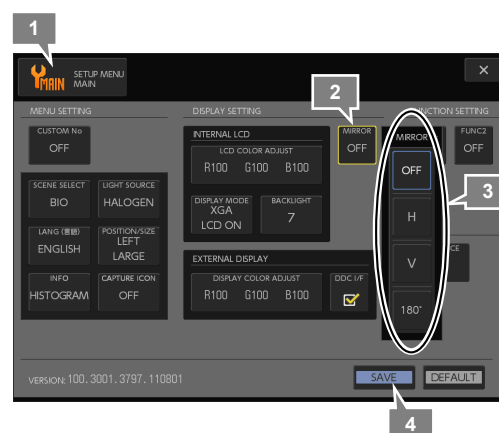 1
MAIN
SETUP MENU
MAIN
×
2
MENU SETTING
DISPLAY SETTING
NCTION SETTING
CUSTOM No
OFF
INTERNAL LCD
LCD COLOR ADJUST
R100 G100 B100
MIRROR
OFF
MIRROR
FUNC2
OFF
OFF
3
SCENE SELECT
BIO
LIGHT SOURCE
HALOGEN
DISPLAY MODE
XGA
LCD ON
BACKLIGHT
7
H
LANG (言語)
ENGLISH
POSITION/SIZE
LEFT
LARGE
EXTERNAL DISPLAY
V
CE
INFO
HISTOGRAM
CAPTURE ICON
OFF
DISPLAY COLOR ADJUST
R100 G100 B100
DDC I/F
180°
VERSION: 100. 3001. 3797. 110801
SAVE
DEFAULT
4